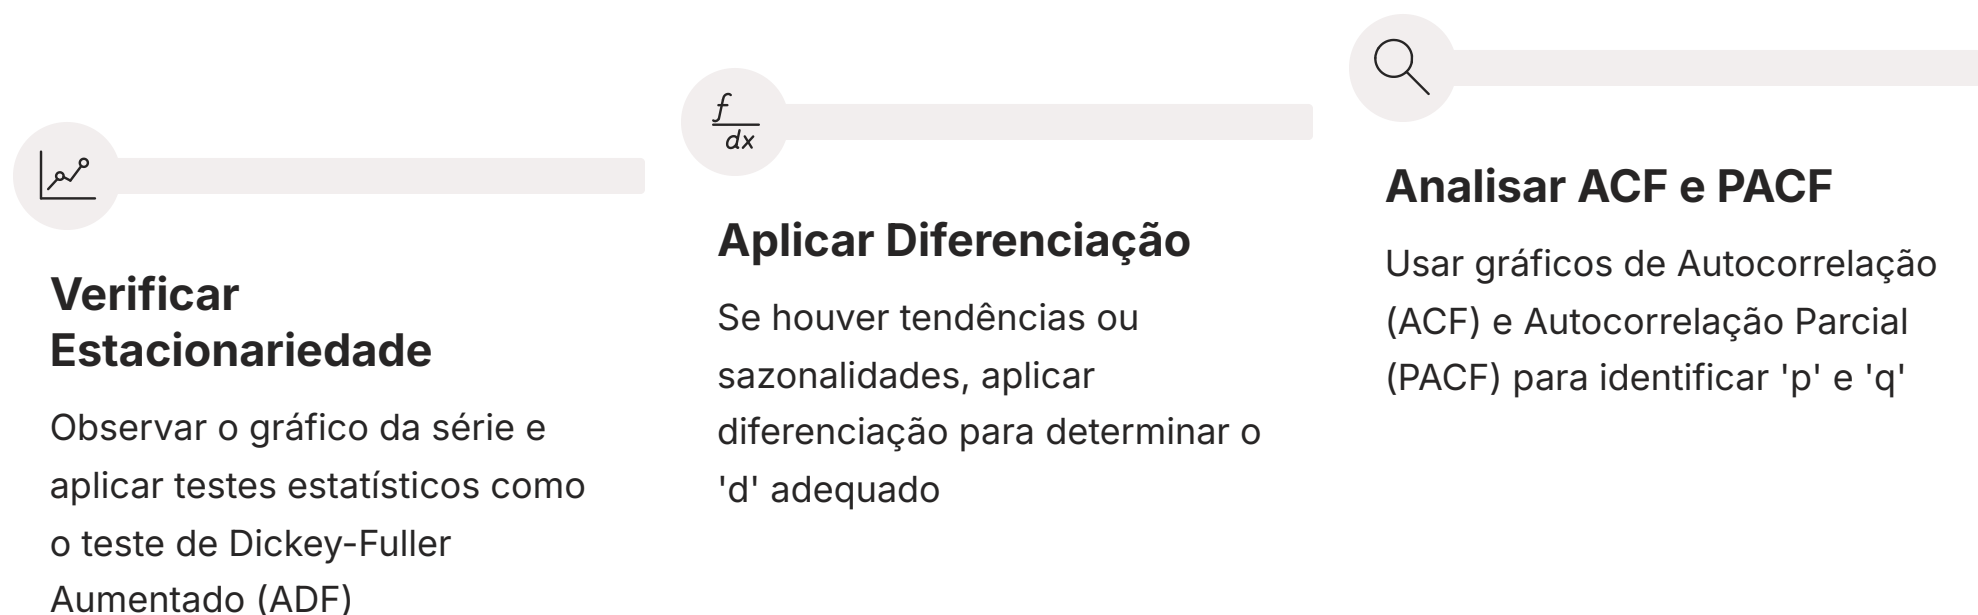 Verificar
Estacionariedade
Observar o gráfico da série e
aplicar testes estatísticos como
o teste de Dickey-Fuller
Aumentado (ADF)
f
dx
Aplicar Diferenciação
Se houver tendências ou
sazonalidades, aplicar
diferenciação para determinar o
'd' adequado
Analisar ACF e PACF
Usar gráficos de Autocorrelação
(ACF) e Autocorrelação Parcial
(PACF) para identificar 'p' e 'q'